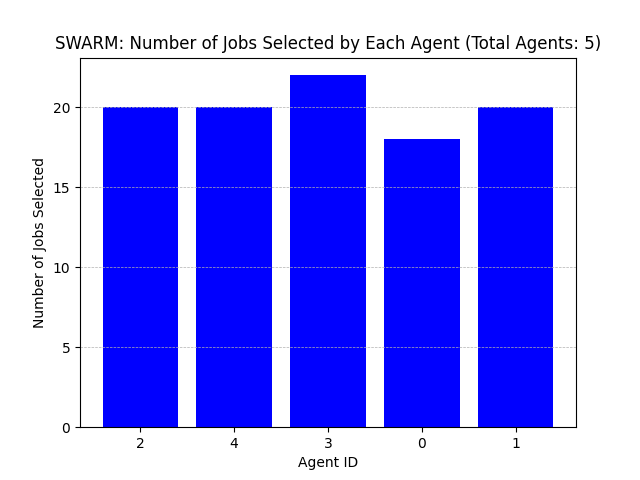 SWARM: Number of Jobs Selected by Each Agent (Total Agents: 5)
Number of Jobs Selected
20
15
10
5
0
2 4 3 0 1
Agent ID